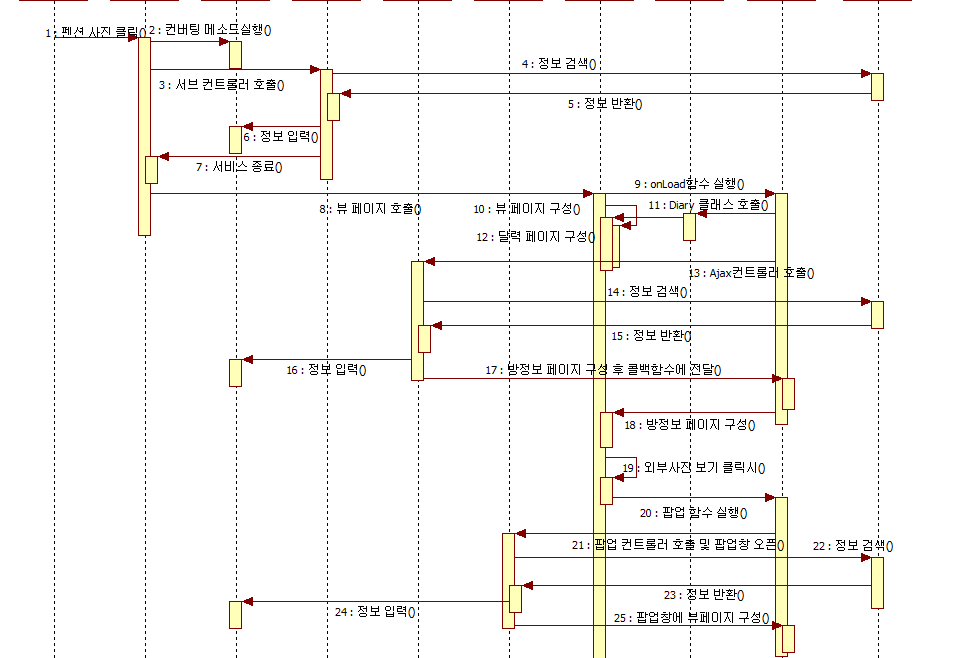 1 : 펜션 사진 클릭()
2 : 컨버팅 메소드실행()
3 : 서브 컨트롤러 호출()
4 : 정보 검색()
5 : 정보 반환()
6 : 정보 입력()
7 : 서비스 종료()
8 : 뷰 페이지 호출()
9 : onLoad함수 실행()
10 : 뷰 페이지 구성()
11 : Diary 클래스 호출()
12 : 달력 페이지 구성()
13 : Ajax컨트롤러 호출()
14 : 정보 검색()
15 : 정보 반환()
16 : 정보 입력()
17 : 방정보 페이지 구성 후 콜백함수에 전달()
18 : 방정보 페이지 구성()
19 : 외부사진 보기 클릭시()
20 : 팝업 함수 실행()
21 : 팝업 컨트롤러 호출 및 팝업창 오픈()
22 : 정보 검색()
23 : 정보 반환()
24 : 정보 입력()
25 : 팝업창에 뷰페이지 구성()